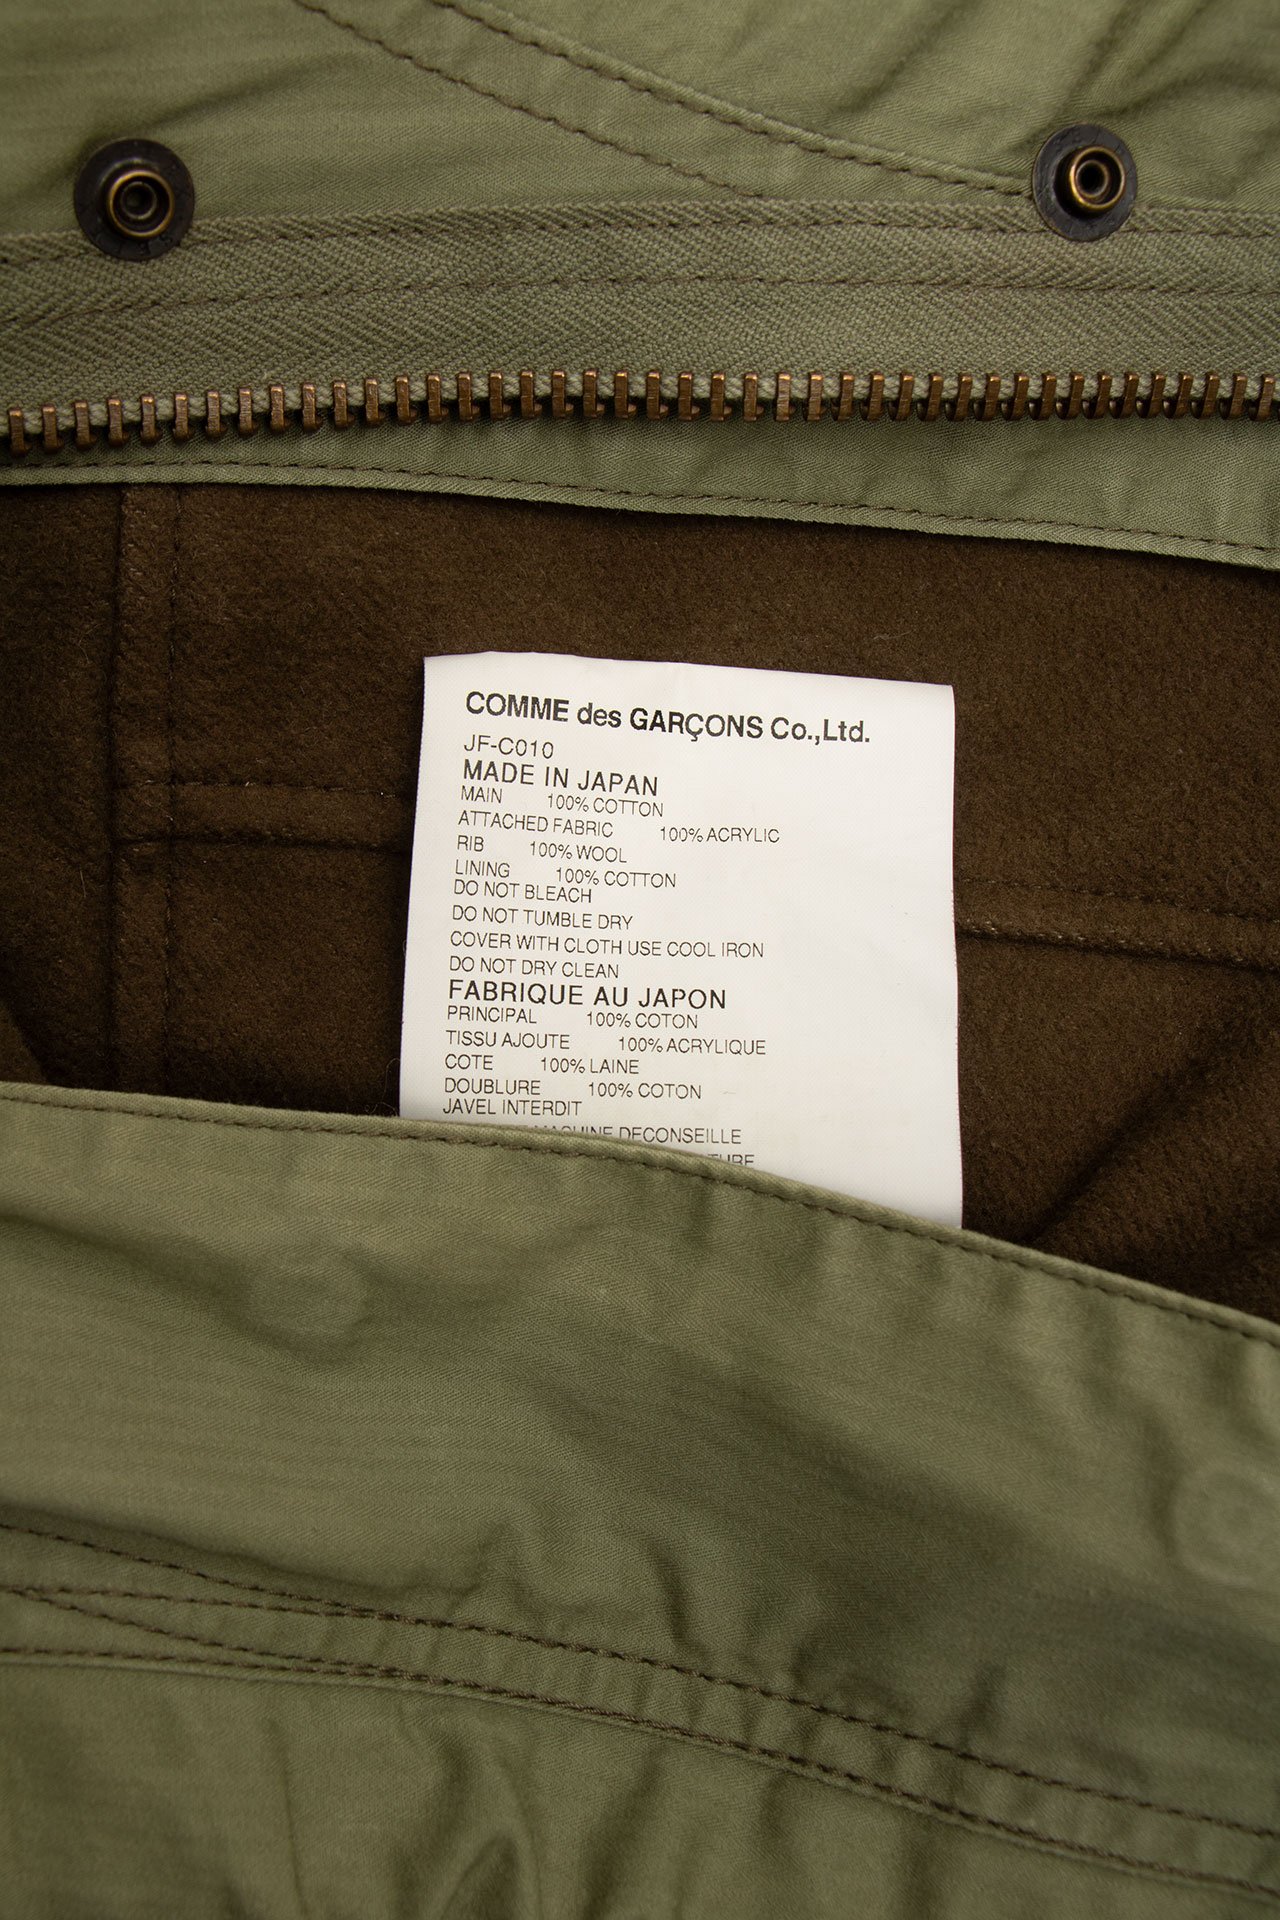 COMME des GARÇONS Co.,Ltd.
JF-C010
MADE IN JAPAN
MAIN 100% COTTON
ATTACHED FABRIC 100% ACRYLIC
RIB 100% WOOL
LINING 100% COTTON
DO NOT BLEACH
DO NOT TUMBLE DRY
COVER WITH CLOTH USE COOL IRON
DO NOT DRY CLEAN
FABRIQUE AU JAPON
PRINCIPAL 100% COTON
TISSU AJOUTE 100% ACRYLIQUE
COTE 100% LAINE
DOUBLURE 100% COTON
JAVEL INTERDIT
MACHINE DECONSEILLE